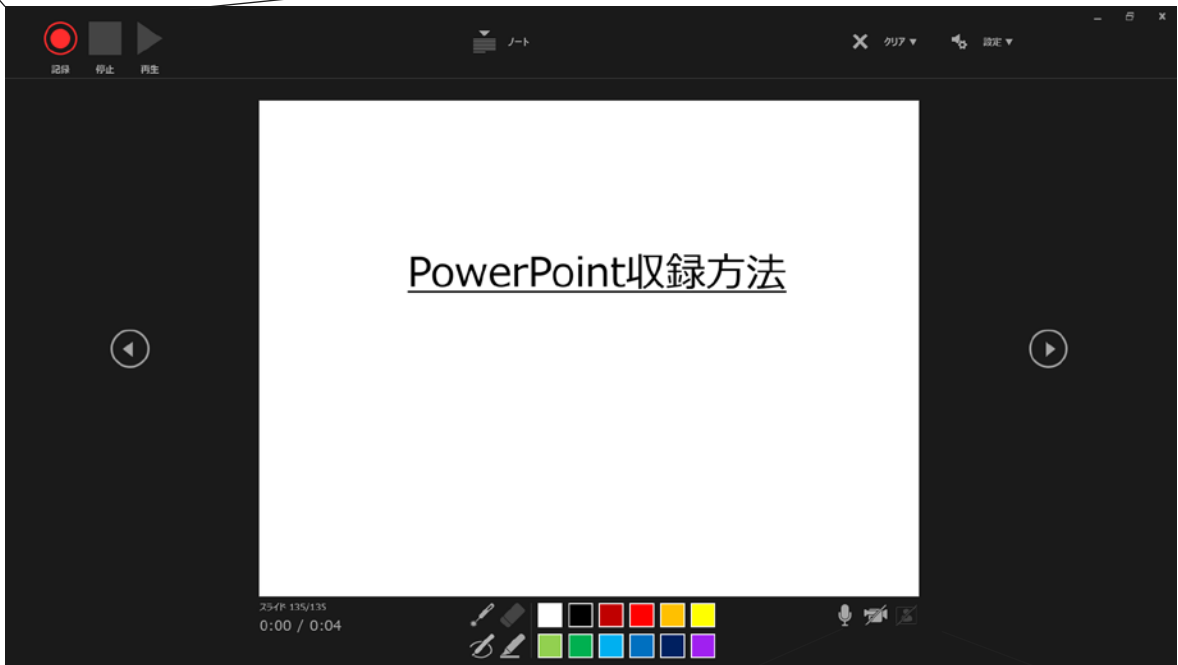 記録 停止 再生
ノート
クリア▼
設定▼
PowerPoint収録方法
スライド 135/135
0:00 / 0:04